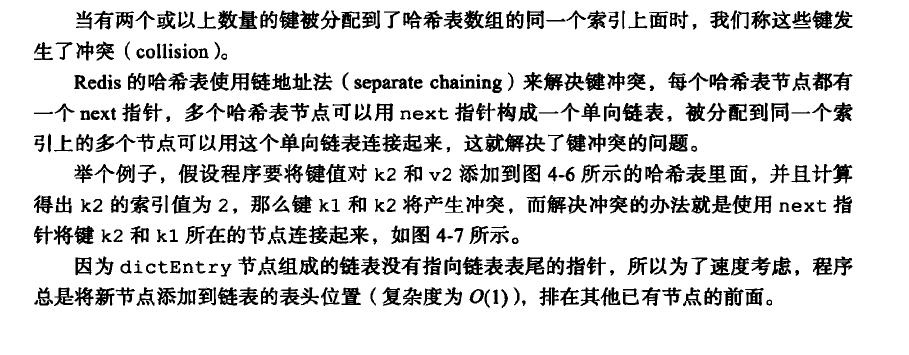 当有两个或以上数量的键被分配到了哈希表数组的同一个索引上面时，我们称这些键发
生了冲突（collision）。
Redis 的哈希表使用链地址法（separate chaining）来解决键冲突，每个哈希表节点都有
一个 next 指针，多个哈希表节点可以用 next 指针构成一个单向链表，被分配到同一个索
引上的多个节点可以用这个单向链表连接起来，这就解决了键冲突的问题。
举个例子，假设程序要将键值对 k2 和 v2 添加到图 4-6 所示的哈希表里面，并且计算
得出 k2 的索引值为 2，那么键 k1 和 k2 将产生冲突，而解决冲突的办法就是使用 next 指
针将键 k2 和 k1 所在的节点连接起来，如图 4-7 所示。
因为 dictEntry 节点组成的链表没有指向链表表尾的指针，所以为了速度考虑，程序
总是将新节点添加到链表的表头位置（复杂度为 O(1)），排在其他已有节点的前面。